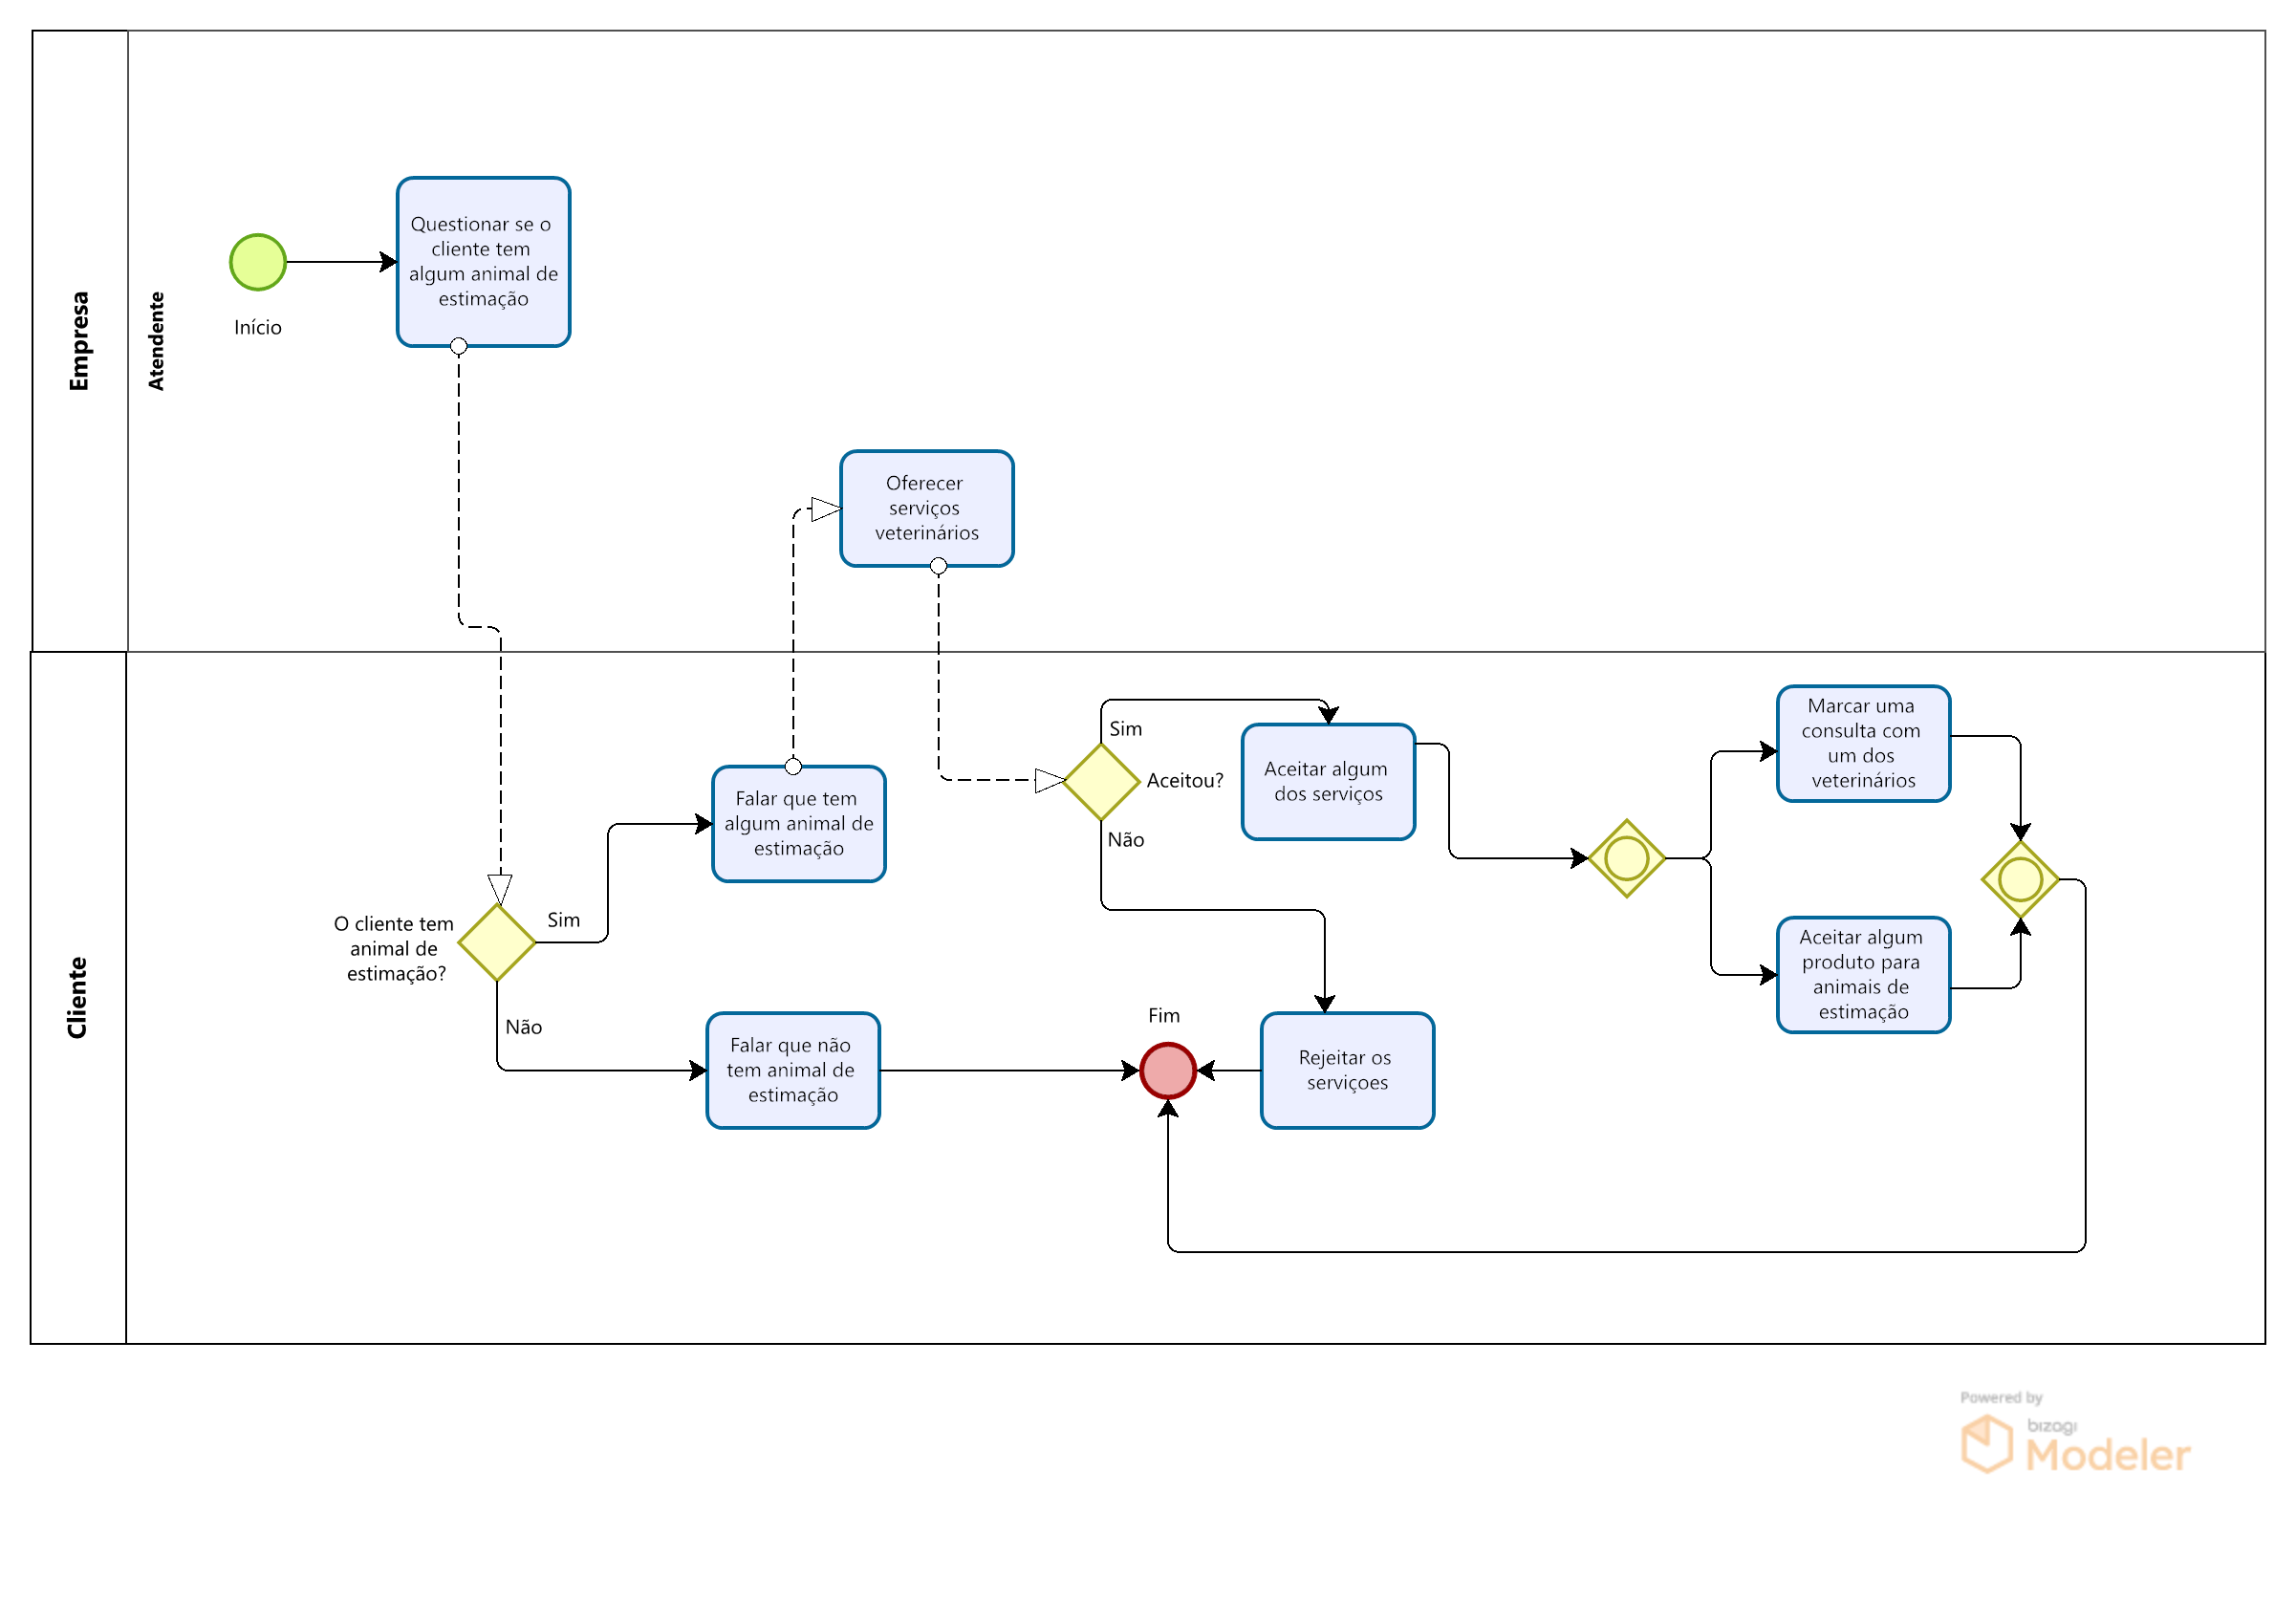 Empresa
Atendente
Início
Questionar se o
cliente tem
algum animal de
estimação
Oferecer
serviços
veterinários
Cliente
O cliente tem
animal de
estimação?
Sim
Não
Falar que tem
algum animal de
estimação
Falar que não
tem animal de
estimação
Sim
Aceitou?
Não
Aceitar algum
dos serviços
Fim
Rejeitar os
serviçoes
Marcar uma
consulta com
um dos
veterinários
Aceitar algum
produto para
animais de
estimação
Powered by
bizagi
Modeler